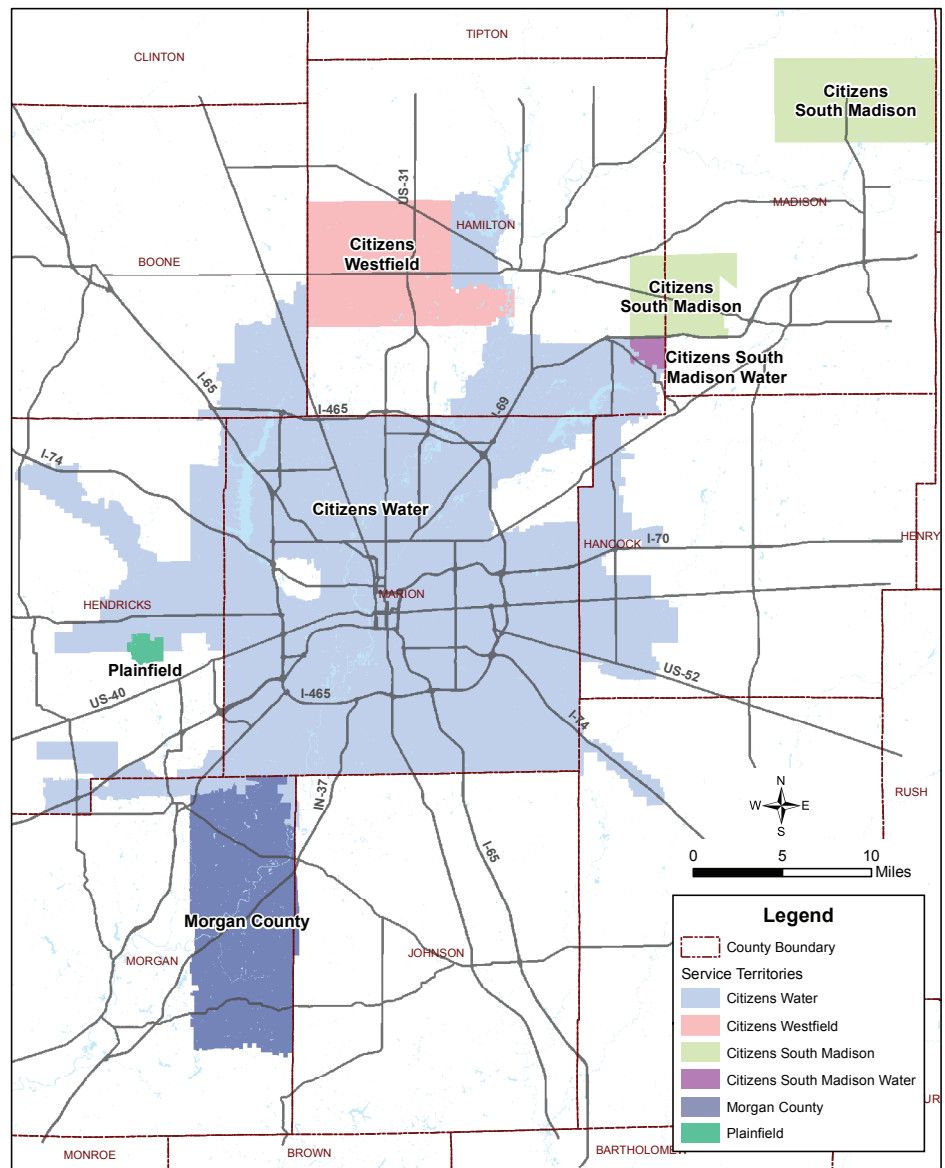 TIPTON
CLINTON
Citizens
South Madison
US-31
MADISON
HAMILTON
Citizens
Westfield
BOONE
Citizens
South Madison
Citizens South
Madison Water
I-65
I-465
I-69
I-74
Citizens Water
HANCOCK
I-70
HENRY
MARION
HENDRICKS
Plainfield
US-52
US-40
I-465
I-74
N
W
E
S
RUSH
IN-37
I-65
0
5
10
Miles
Morgan County
MORGAN
JOHNSON
Legend
County Boundary
Service Territories
Citizens Water
Citizens Westfield
Citizens South Madison
Citizens South Madison Water
Morgan County
Plainfield
MONROE
BROWN